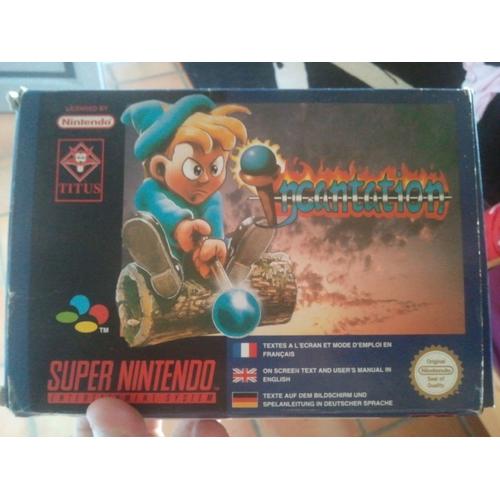 LICENSED BY
Nintendo
TITUS
Incantation
TM
SUPER NINTENDO
ENTERTAINMENT SYSTEM
TEXTES A L'ECRAN ET MODE D'EMPLOI EN
FRANÇAIS
ON SCREEN TEXT AND USER'S MANUAL IN
ENGLISH
TEXTE AUF DEM BILDSCHIRM UND
SPIELANLEITUNG IN DEUTSCHER SPRACHE
Original
Nintendo
Seal of
Quality